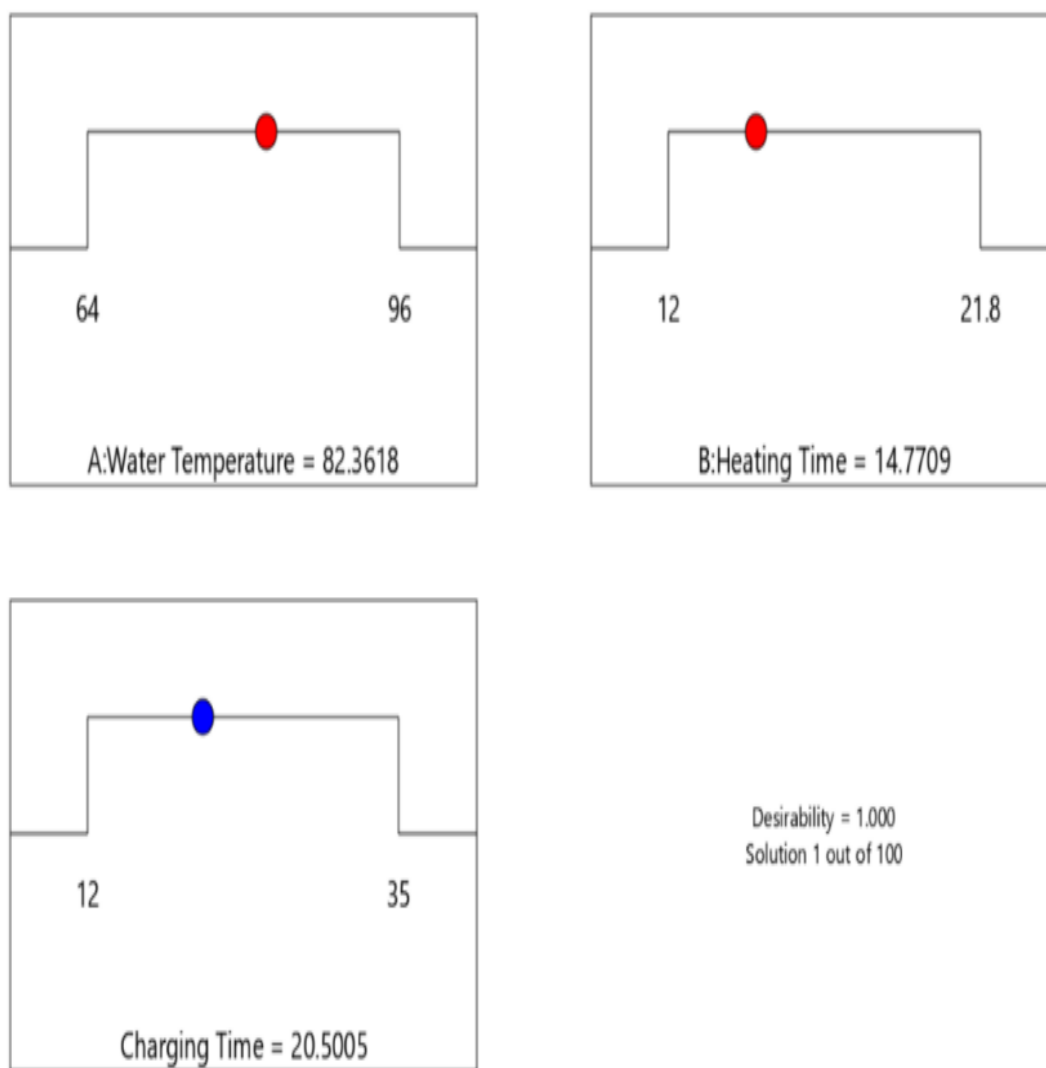 64 96
A:Water Temperature = 82.3618
12 21.8
B:Heating Time = 14.7709
12 35
Charging Time = 20.5005
Desirability = 1.000
Solution 1 out of 100